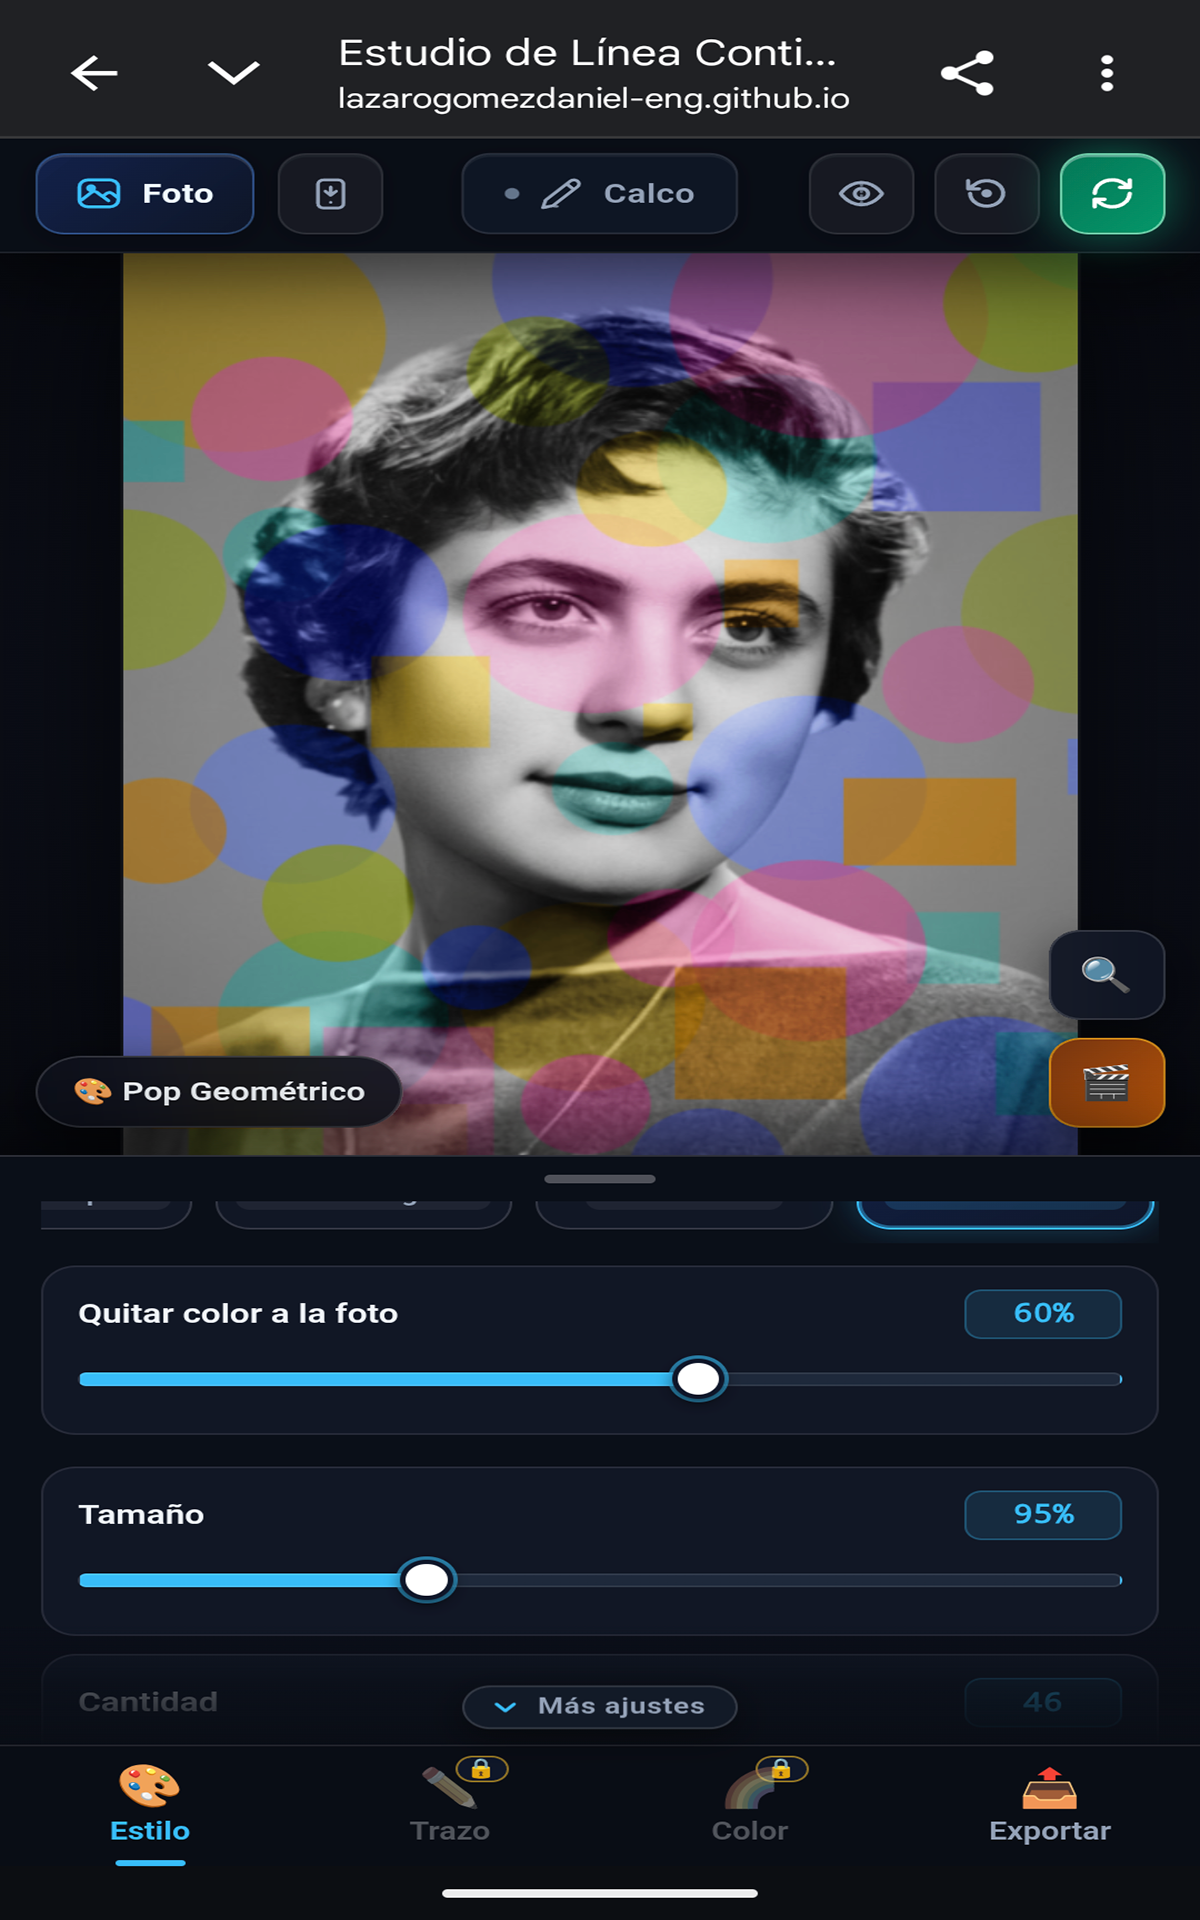 Estudio de Línea Conti...
lazarogomezdaniel-eng.github.io
Foto
Calco
Pop Geométrico
Quitar color a la foto
60%
Tamaño
95%
Cantidad
46
Más ajustes
Estilo
Trazo
Color
Exportar